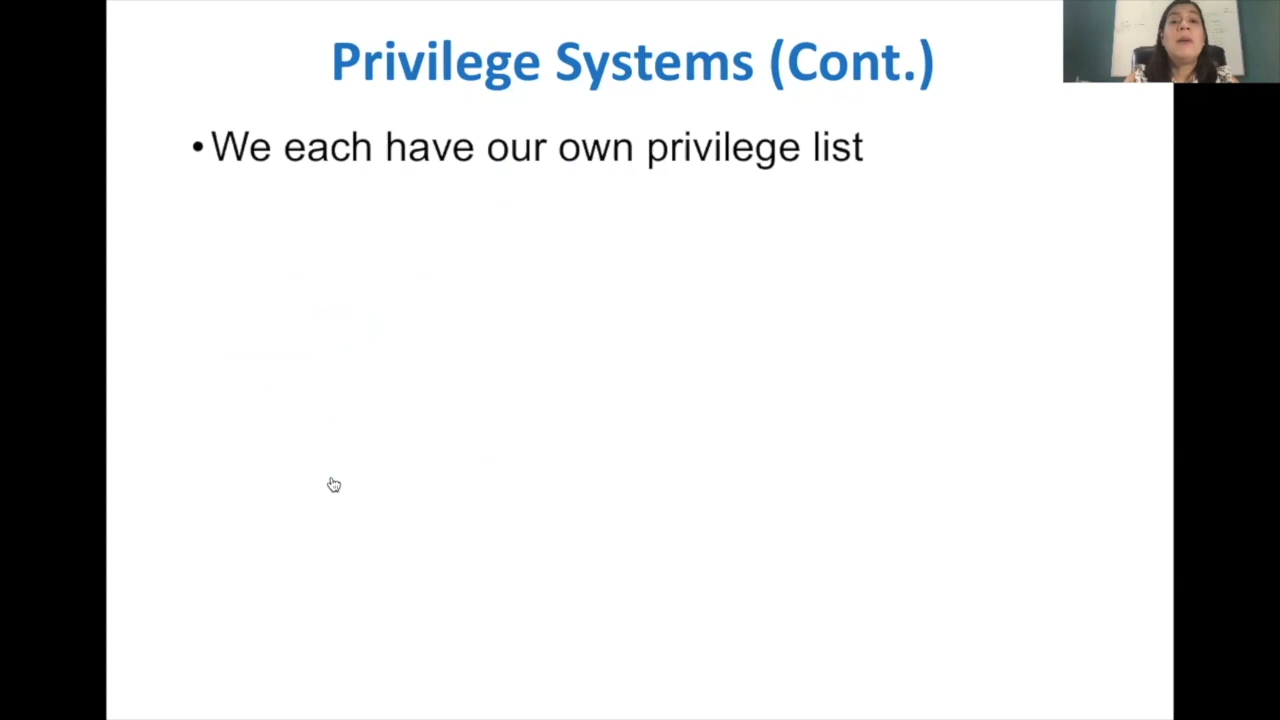 Privilege Systems (Cont.)
• We each have our own privilege list